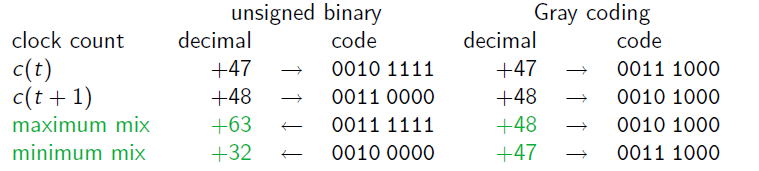 unsigned binary Gray coding
clock count decimal code decimal code
c(t) +47 → 0010 1111 +47 → 0011 1000
c(t + 1) +48 → 0011 0000 +48 → 0010 1000
maximum mix +63 ← 0011 1111 +48 → 0010 1000
minimum mix +32 ← 0010 0000 +47 → 0011 1000